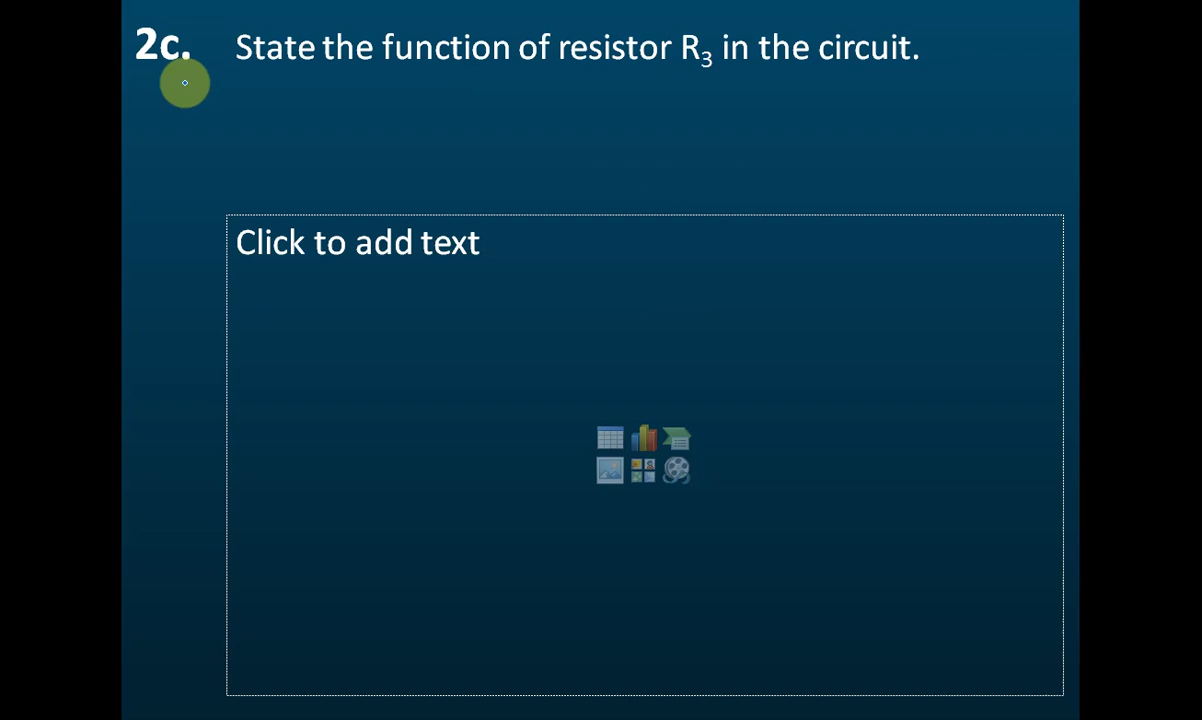 2c. State the function of resistor R₃ in the circuit.
Click to add text